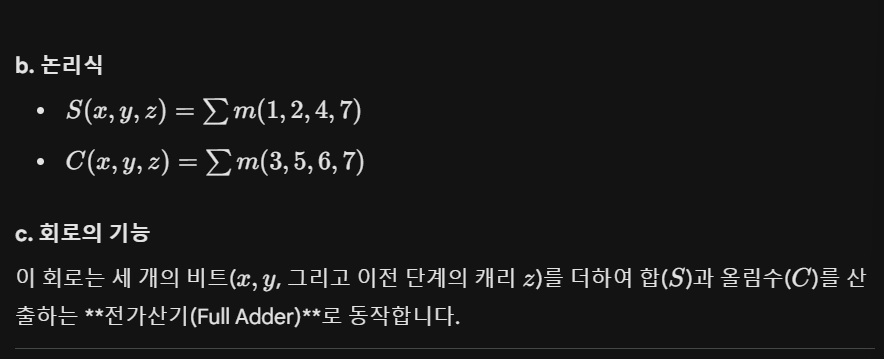 b. 논리식
• S(x, y, z) = ∑ m(1, 2, 4, 7)
• C(x, y, z) = ∑ m(3, 5, 6, 7)
c. 회로의 기능
이 회로는 세 개의 비트(x, y, 그리고 이전 단계의 캐리 z)를 더하여 합(S)과 올림수(C)를 산
출하는 **전가산기(Full Adder)**로 동작합니다.